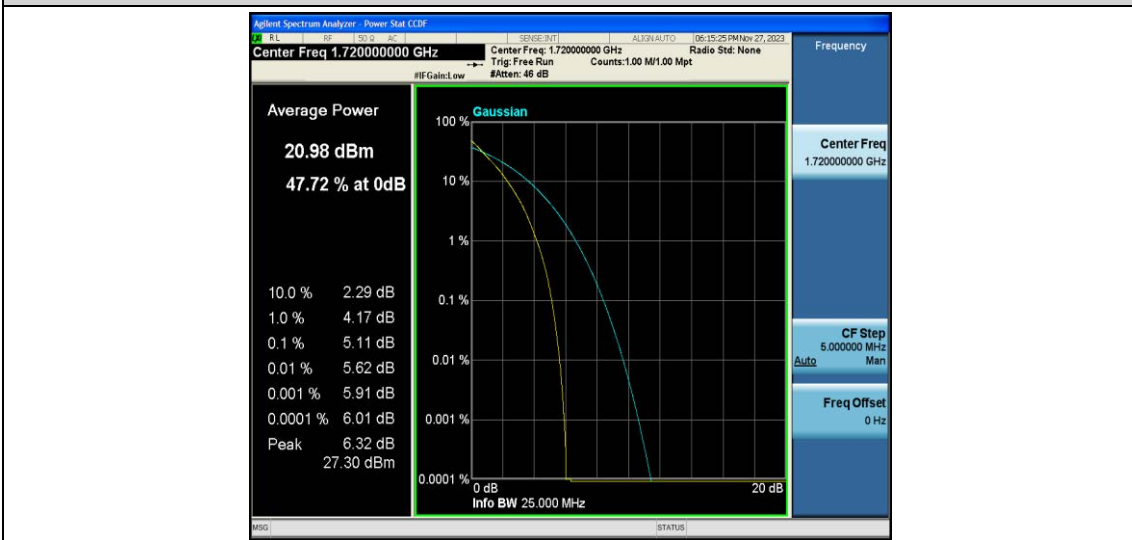 Agilent Spectrum Analyzer - Power Stat CCDF
LXI RL RF 50 Ω AC SENSE:INT ALIGN AUTO 06:15:25 PM Nov 27, 2023
Center Freq 1.720000000 GHz
Center Freq: 1.720000000 GHz Radio Std: None
Trig: Free Run Counts:1.00 M/1.00 Mpt
#IFGain:Low #Atten: 46 dB
Frequency
Average Power
20.98 dBm
47.72 % at 0dB
10.0 % 2.29 dB
1.0 % 4.17 dB
0.1 % 5.11 dB
0.01 % 5.62 dB
0.001 % 5.91 dB
0.0001 % 6.01 dB
Peak 6.32 dB
27.30 dBm
Gaussian
100 %
10 %
1 %
0.1 %
0.01 %
0.001 %
0.0001 %
0 dB 20 dB
Info BW 25.000 MHz
Center Freq
1.720000000 GHz
CF Step
5.000000 MHz
Auto Man
Freq Offset
0 Hz
MSG STATUS